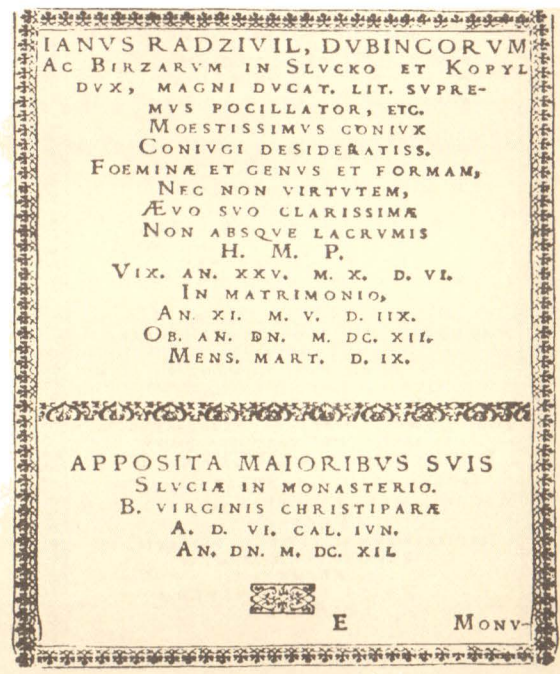 IANVS RADZIVIL, DVBINCORVM
AC BIRZARVM IN SLVCKO ET KOPYL
DVX, MAGNI DVCAT. LIT. SVPRE-
MVS POCILLATOR, ETC.
MOESTISSIMVS CONIVX
CONIVGI DESIDERATISS.
FOEMINÆ ET GENVS ET FORMAM,
NEC NON VIRTVTEM,
ÆVO SVO CLARISSIMÆ
NON ABSQVE LACRVMIS
H. M. P.
VIX. AN. XXV. M. X. D. VI.
IN MATRIMONIO,
AN. XI. M. V. D. IIX.
OB. AN. DN. M. DC. XII.
MENS. MART. D. IX.
APPOSITA MAIORIBVS SVIS
SLVCIÆ IN MONASTERIO.
B. VIRGINIS CHRISTIPARÆ
A. D. VI. CAL. IVN.
AN. DN. M. DC. XII.
E MONV-